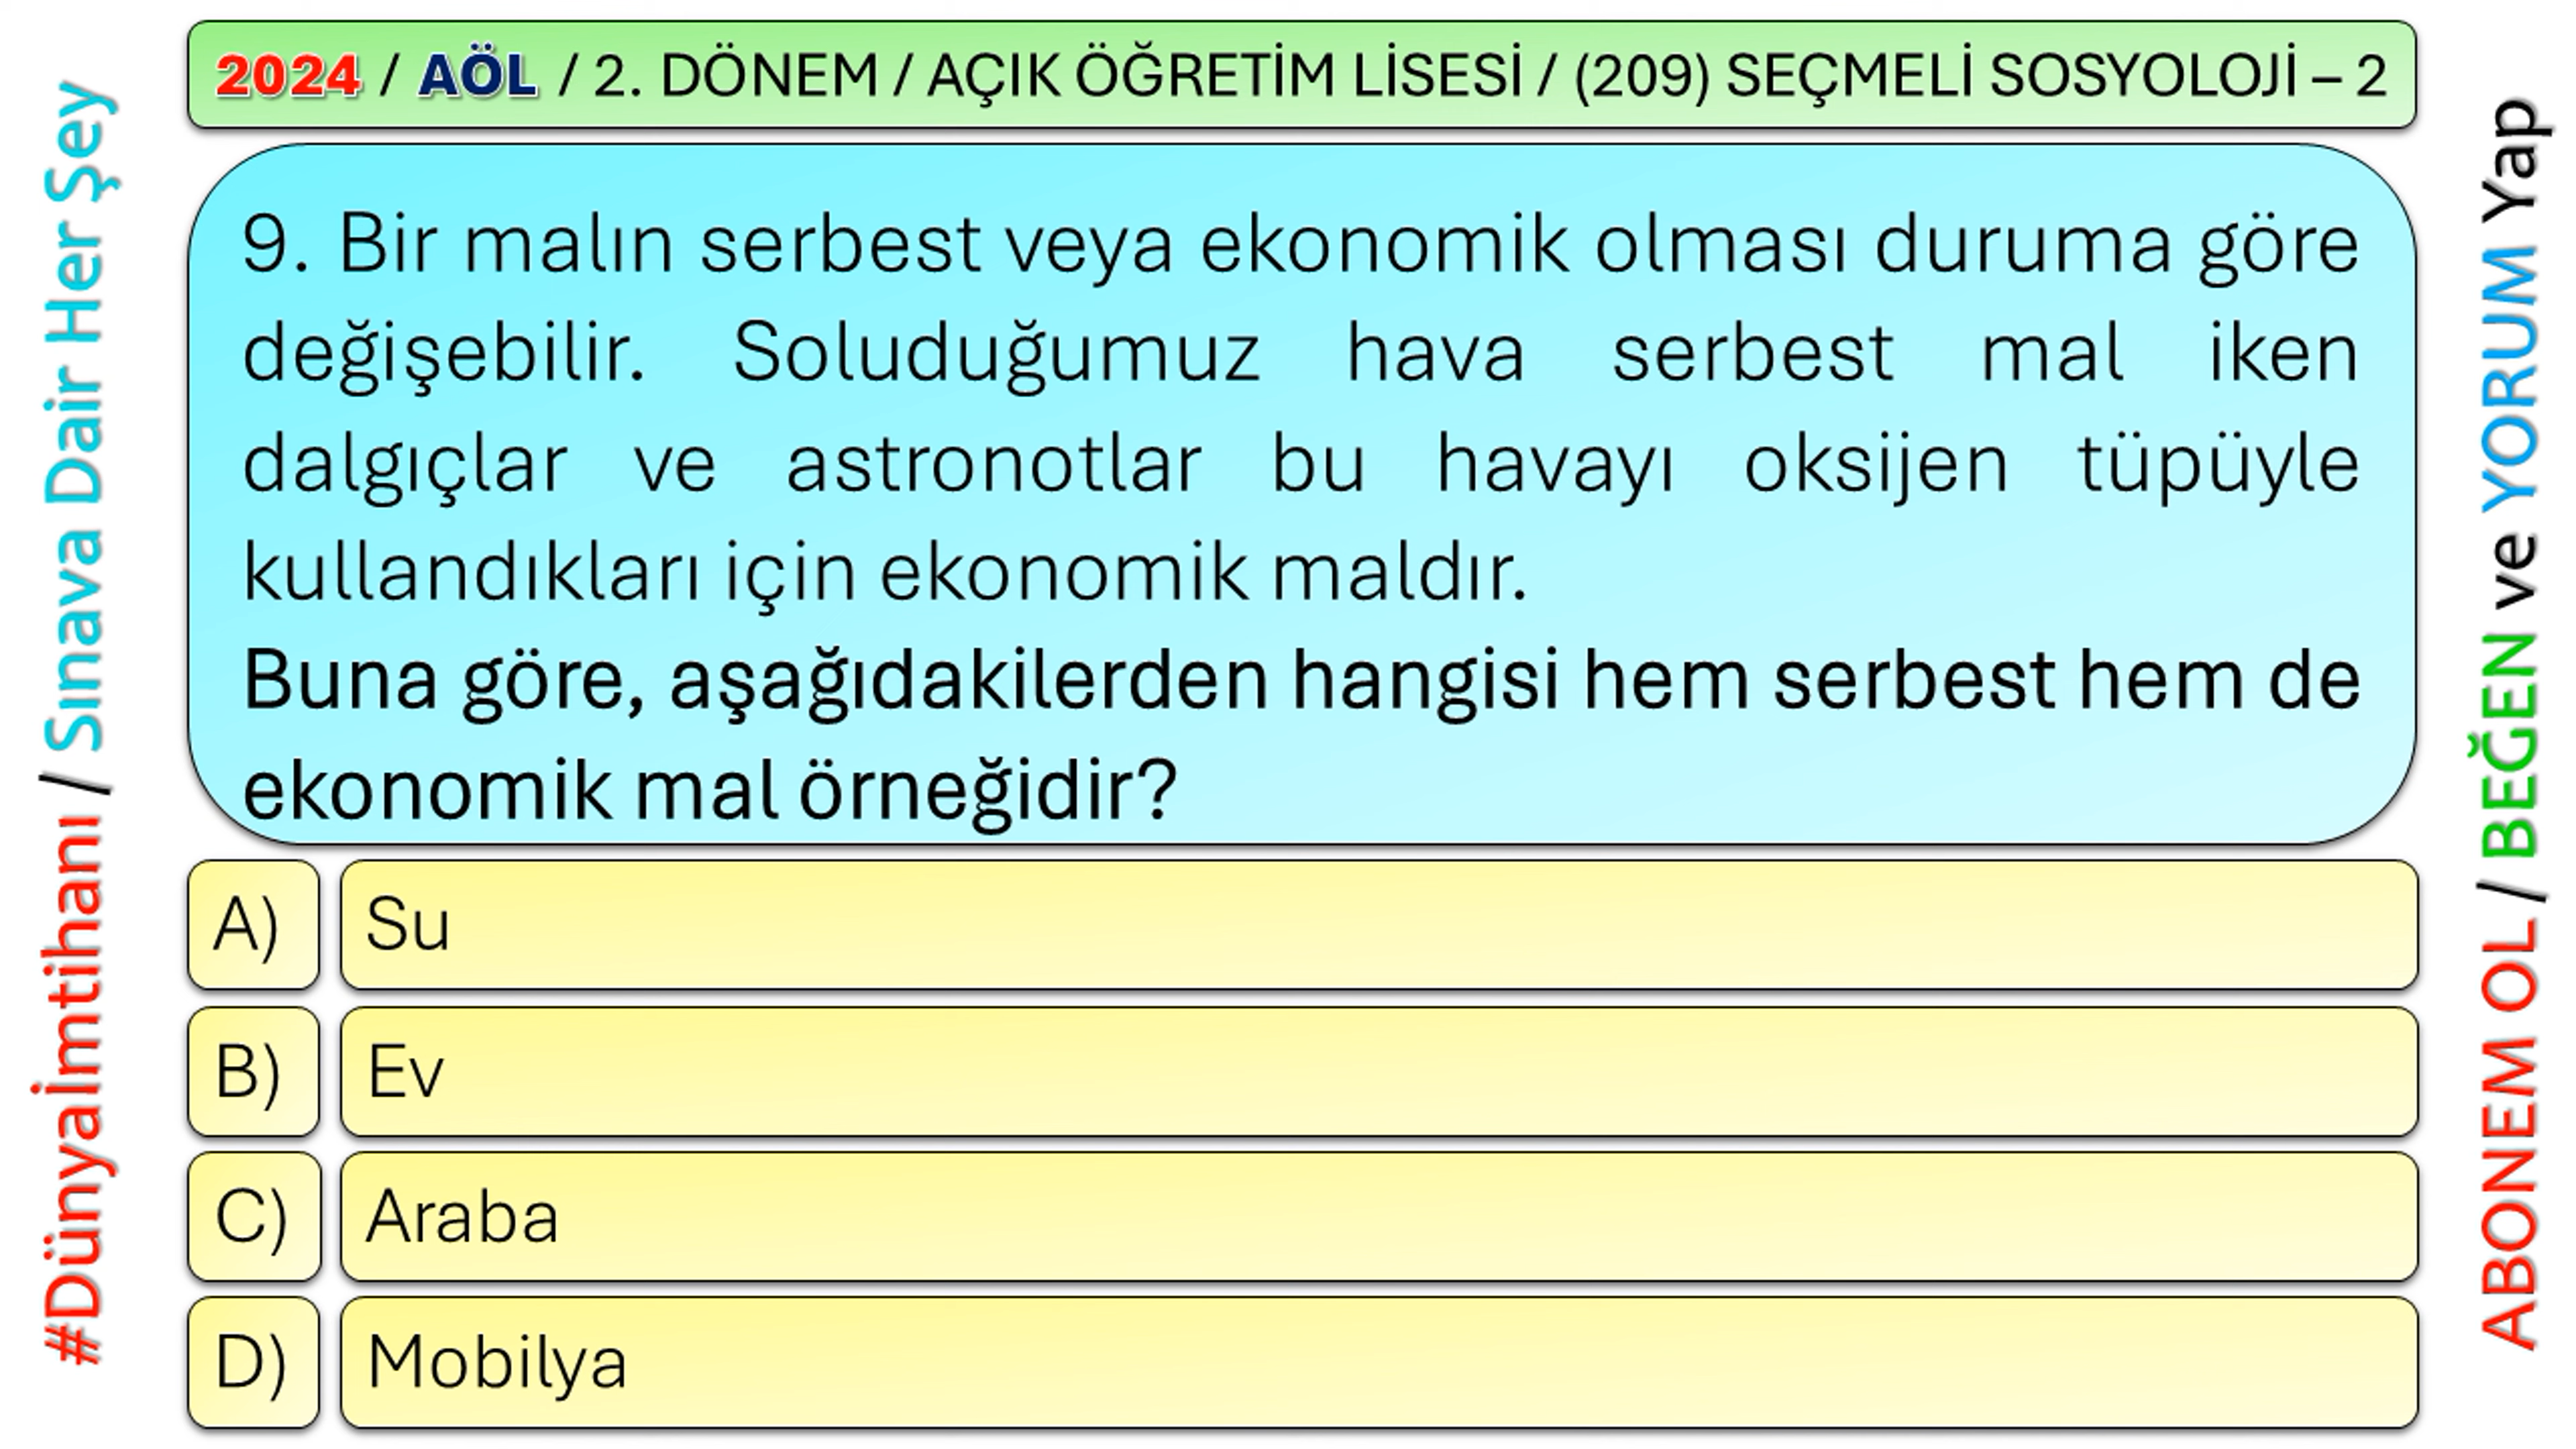 2024 / AÖL / 2. DÖNEM / AÇIK ÖĞRETİM LİSESİ / (209) SEÇMELİ SOSYOLOJİ – 2
#Dünyaİmtihanı / Sınava Dair Her Şey
9. Bir malın serbest veya ekonomik olması duruma göre
değişebilir. Soluduğumuz hava serbest mal iken
dalgıçlar ve astronotlar bu havayı oksijen tüpüyle
kullandıkları için ekonomik maldır.
Buna göre, aşağıdakilerden hangisi hem serbest hem de
ekonomik mal örneğidir?
A) Su
B) Ev
C) Araba
D) Mobilya
ABONEM OL / BEĞEN ve YORUM Yap